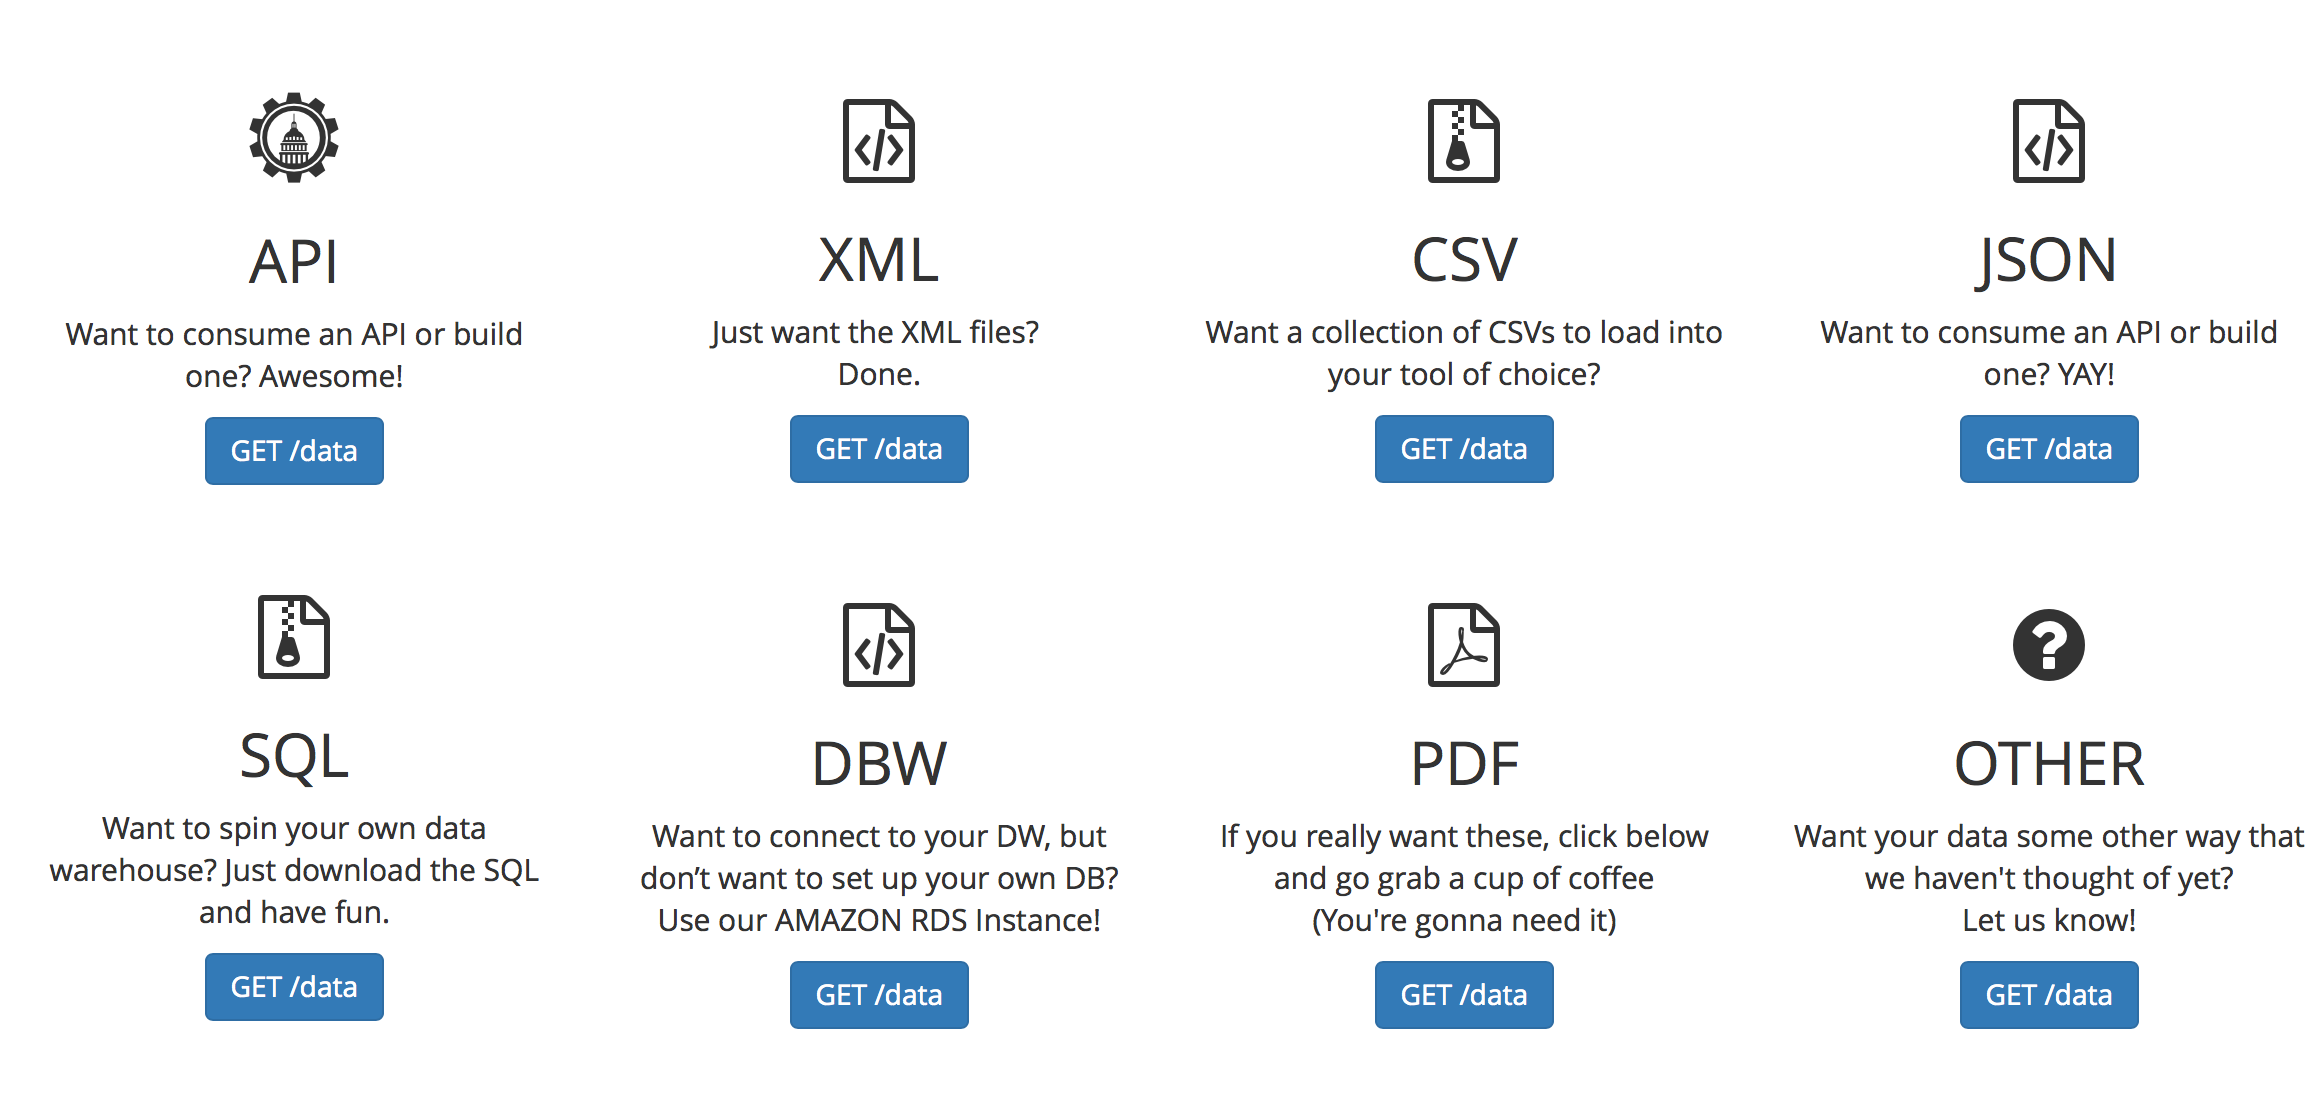 API
Want to consume an API or build
one? Awesome!
GET /data
XML
Just want the XML files?
Done.
GET /data
CSV
Want a collection of CSVs to load into
your tool of choice?
GET /data
JSON
Want to consume an API or build
one? YAY!
GET /data
SQL
Want to spin your own data
warehouse? Just download the SQL
and have fun.
GET /data
DBW
Want to connect to your DW, but
don’t want to set up your own DB?
Use our AMAZON RDS Instance!
GET /data
PDF
If you really want these, click below
and go grab a cup of coffee
(You're gonna need it)
GET /data
OTHER
Want your data some other way that
we haven't thought of yet?
Let us know!
GET /data